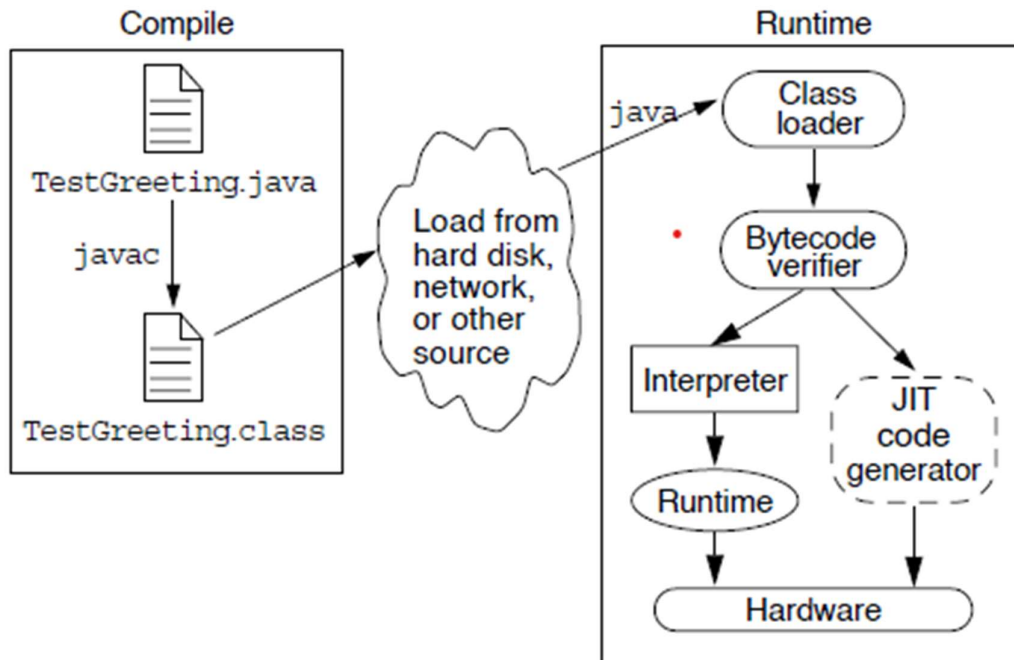 Compile
TestGreeting.java
javac
TestGreeting.class
Load from
hard disk,
network,
or other
source
Runtime
java
Class
loader
Bytecode
verifier
Interpreter
JIT
code
generator
Runtime
Hardware